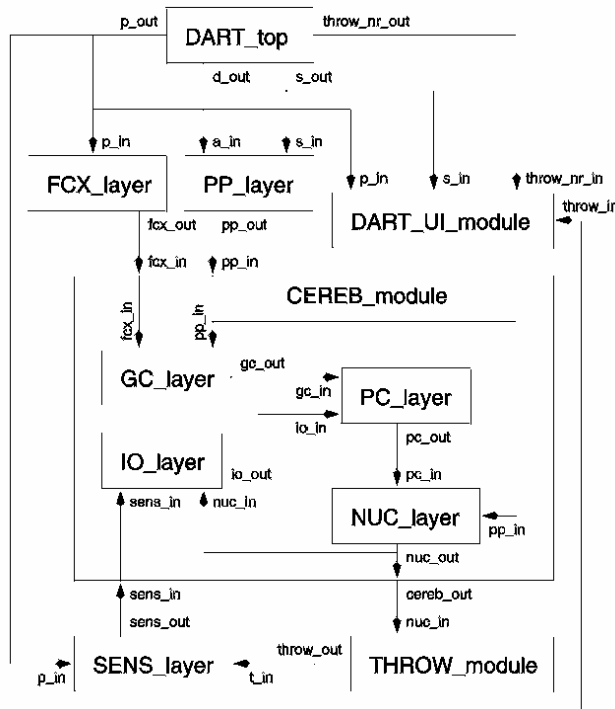 p_out
DART_top
throw_nr_out
d_out
s_out
p_in
a_in
s_in
FCX_layer
PP_layer
p_in
s_in
throw_nr_in
throw_in
DART_UI_module
fcx_out
pp_out
fcx_in
pp_in
CEREB_module
fcx_in
pp_in
GC_layer
gc_out
gc_in
PC_layer
io_in
pc_out
IO_layer
io_out
pc_in
sens_in
nuc_in
NUC_layer
pp_in
nuc_out
sens_in
cereb_out
sens_out
nuc_in
p_in
SENS_layer
t_in
throw_out
THROW_module